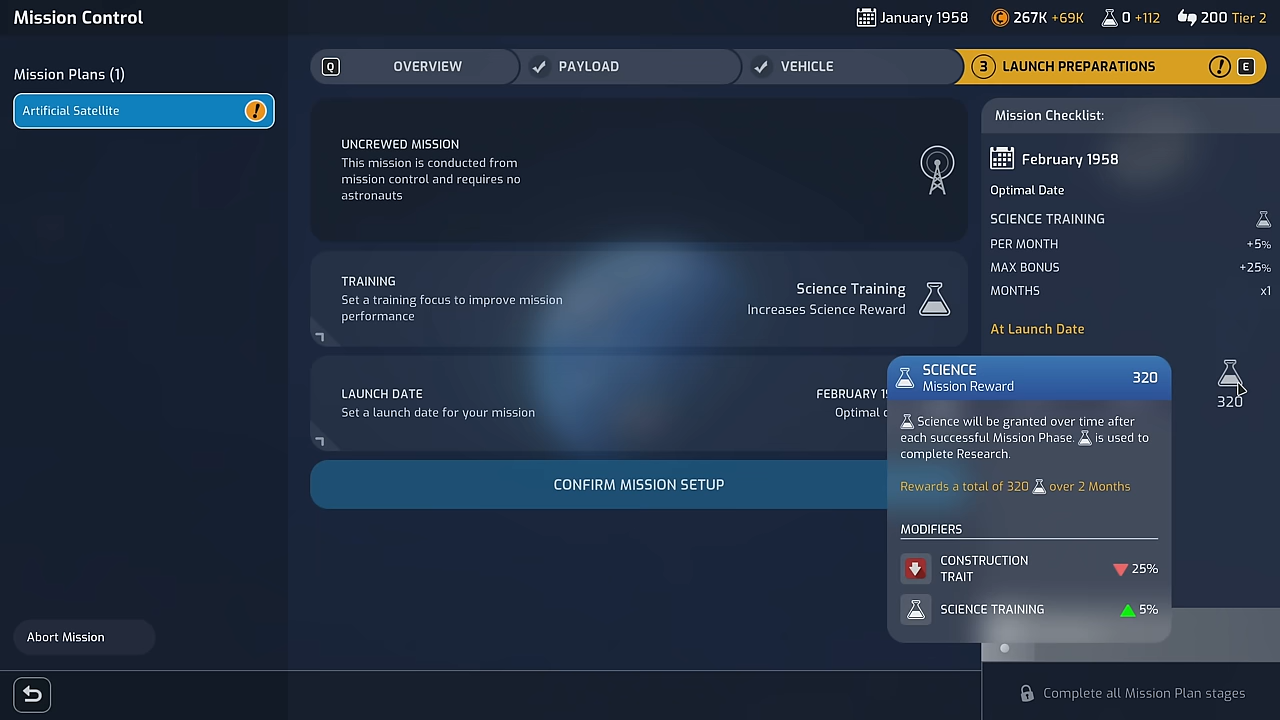 Mission Control
January 1958
267K +69K
0 +112
200 Tier 2
Mission Plans (1)
Artificial Satellite
Q OVERVIEW
PAYLOAD
VEHICLE
3 LAUNCH PREPARATIONS
E
UNCREWED MISSION
This mission is conducted from
mission control and requires no
astronauts
TRAINING
Set a training focus to improve mission
performance
Science Training
Increases Science Reward
LAUNCH DATE
Set a launch date for your mission
FEBRUARY
Optimal
CONFIRM MISSION SETUP
Mission Checklist:
February 1958
Optimal Date
SCIENCE TRAINING
PER MONTH +5%
MAX BONUS +25%
MONTHS x1
At Launch Date
320
SCIENCE
Mission Reward
320
Science will be granted over time after
each successful Mission Phase. is used to
complete Research.
Rewards a total of 320 over 2 Months
MODIFIERS
CONSTRUCTION
TRAIT
25%
SCIENCE TRAINING 5%
Abort Mission
Complete all Mission Plan stages